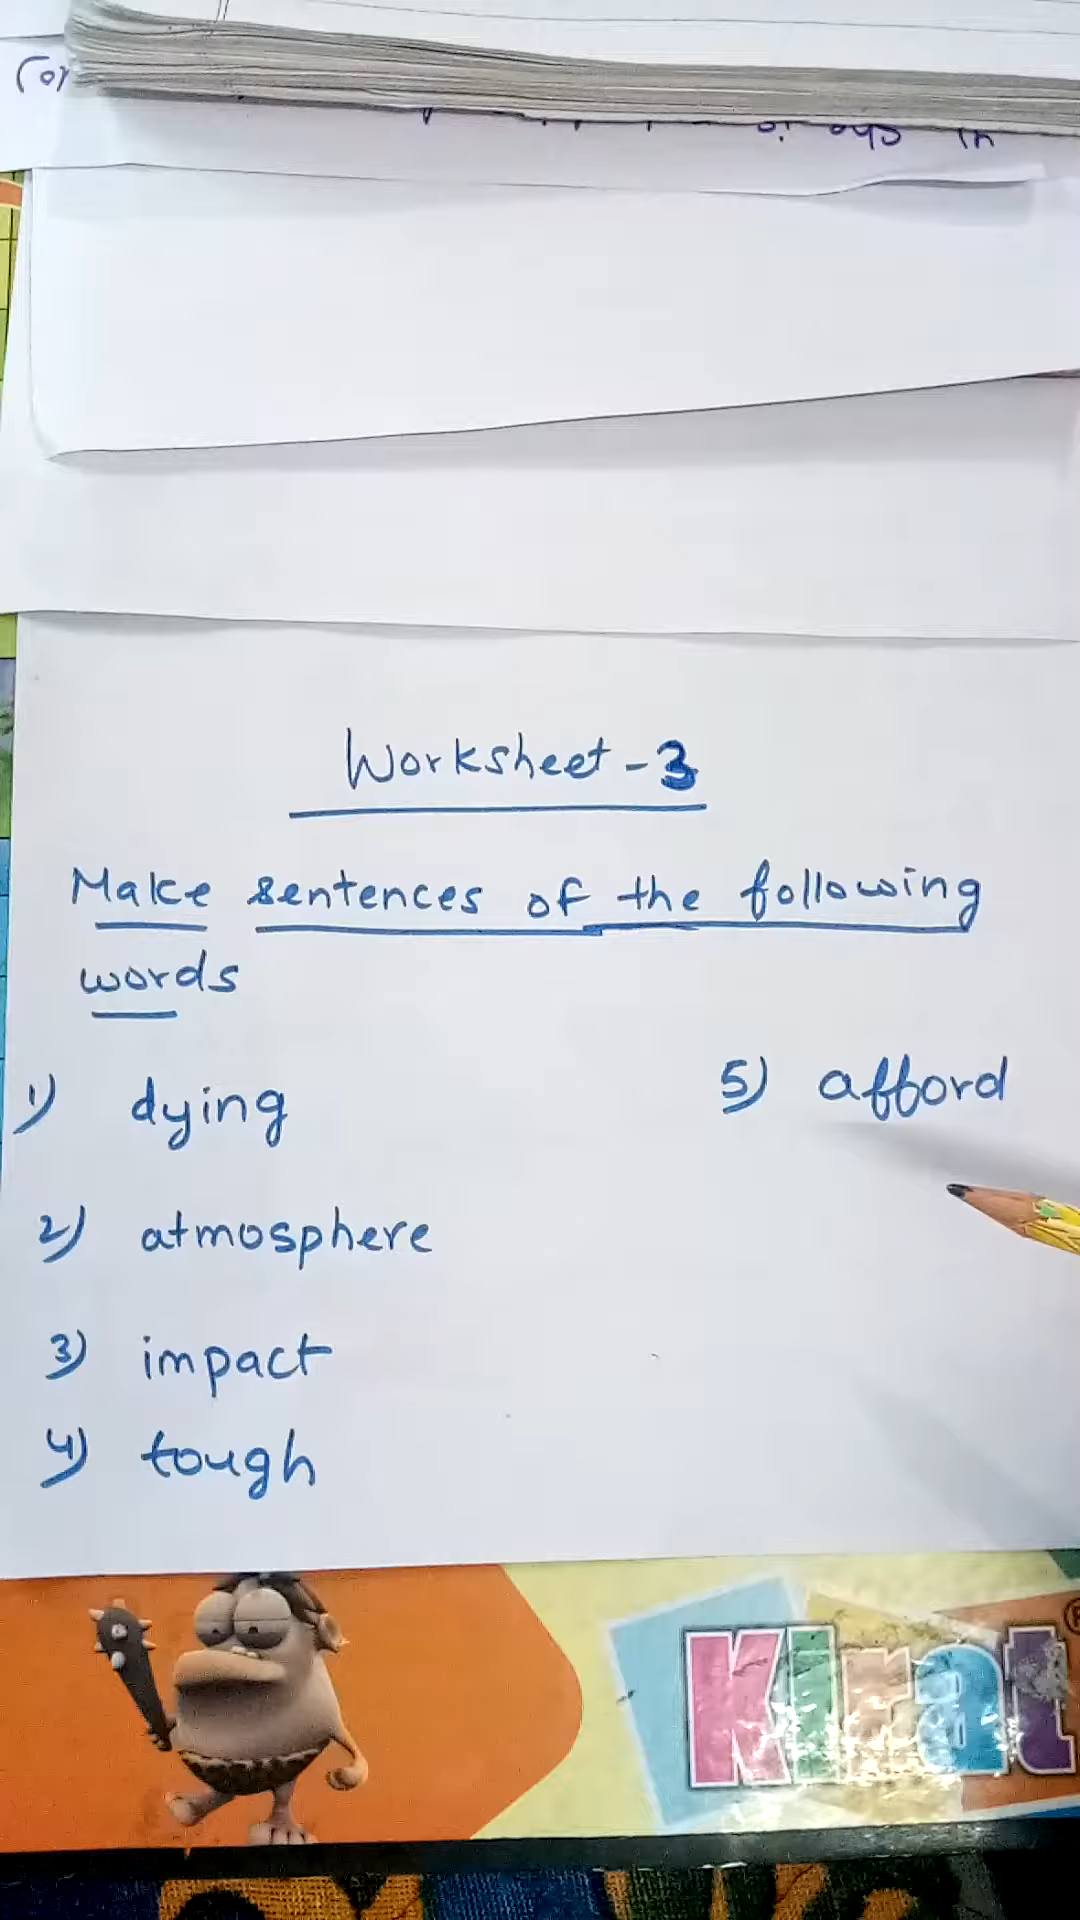 Worksheet - 3
Make sentences of the following
words
1) dying
5) afford
2) atmosphere
3) impact
4) tough
Kirat